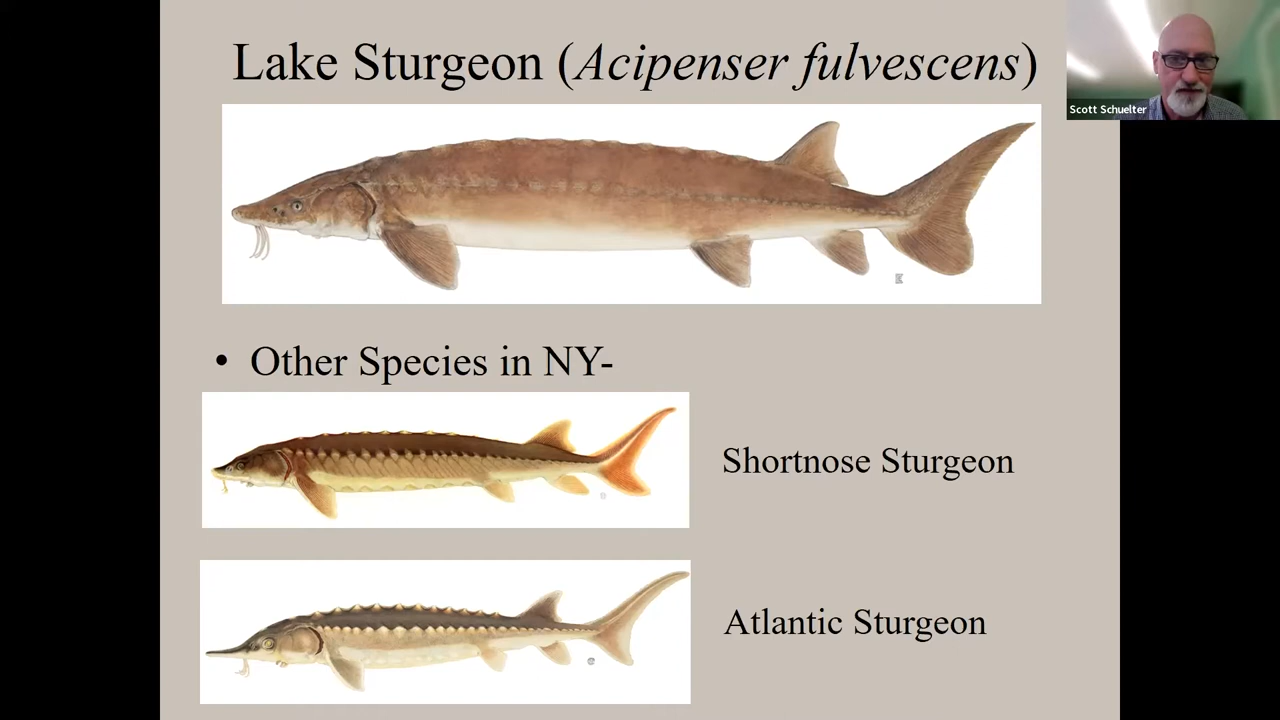 Lake Sturgeon (Acipenser fulvescens)
Scott Schuelter
• Other Species in NY-
Shortnose Sturgeon
Atlantic Sturgeon